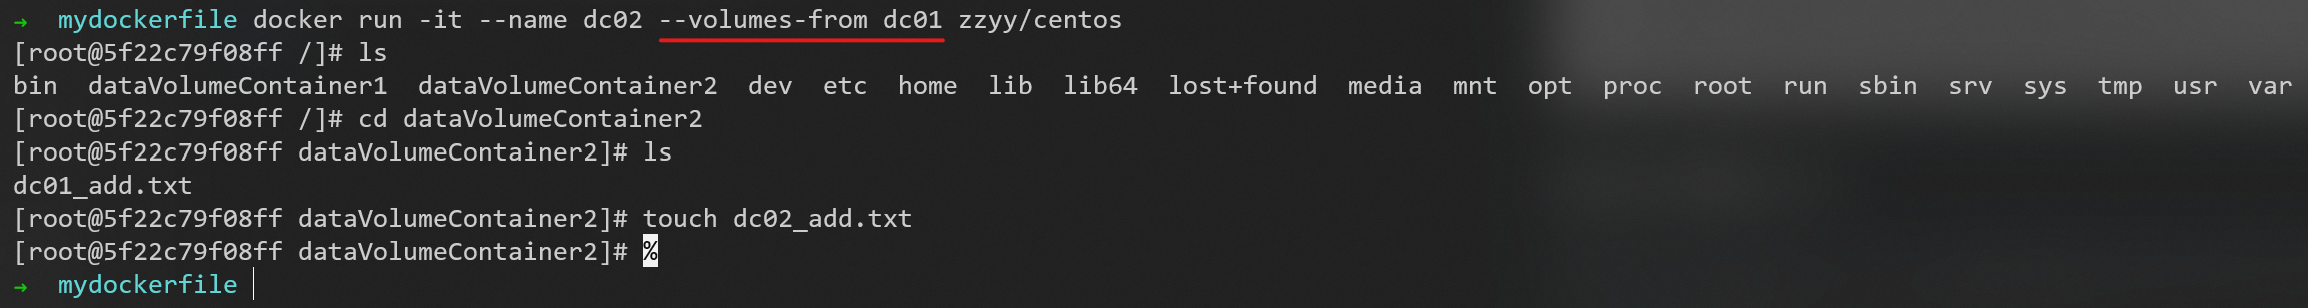 → mydockerfile docker run -it --name dc02 --volumes-from dc01 zzyy/centos
[root@5f22c79f08ff /]# ls
bin dataVolumeContainer1 dataVolumeContainer2 dev etc home lib lib64 lost+found media mnt opt proc root run sbin srv sys tmp usr var
[root@5f22c79f08ff /]# cd dataVolumeContainer2
[root@5f22c79f08ff dataVolumeContainer2]# ls
dc01_add.txt
[root@5f22c79f08ff dataVolumeContainer2]# touch dc02_add.txt
[root@5f22c79f08ff dataVolumeContainer2]# %
→ mydockerfile